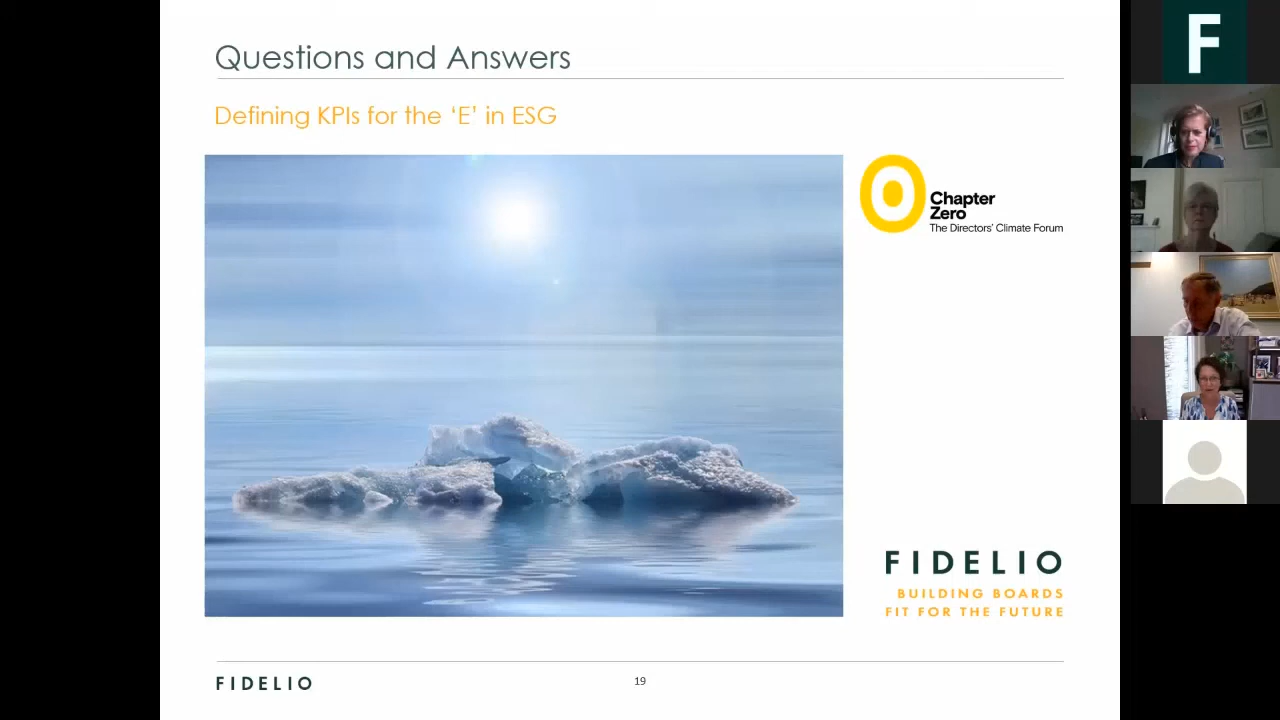 Questions and Answers
Defining KPIs for the ‘E’ in ESG
Chapter
Zero
The Directors’ Climate Forum
FIDELIO
BUILDING BOARDS
FIT FOR THE FUTURE
FIDELIO
19
F